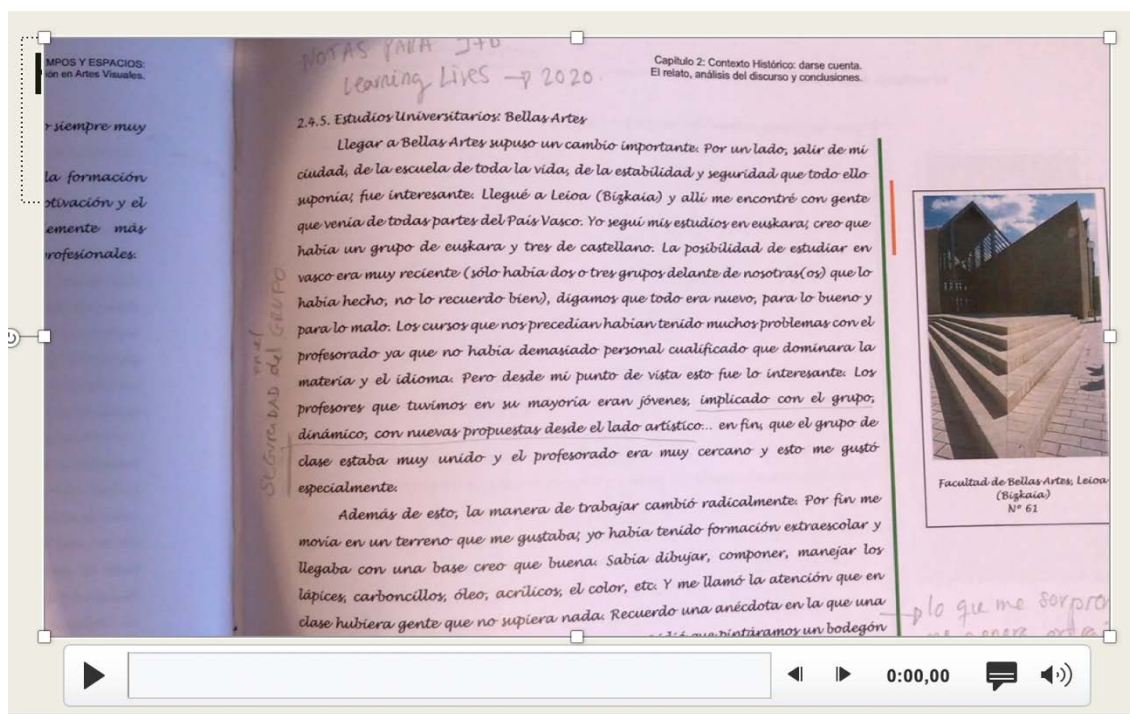 MPOS Y ESPACIOS:
ión en Artes Visuales.
siempre muy
la formación
otivación y el
emente más
rofesionales.
NOTAS PARA
Learning Lives → 2020.
Capítulo 2: Contexto Histórico: darse cuenta.
El relato, análisis del discurso y conclusiones.
2.4.5. Estudios Universitarios: Bellas Artes
Llegar a Bellas Artes supuso un cambio importante. Por un lado, salir de mi
ciudad, de la escuela de toda la vida, de la estabilidad y seguridad que todo ello
suponía; fue interesante. Llegué a Leioa (Bizkaia) y allí me encontré con gente
que venía de todas partes del País Vasco. Yo seguí mis estudios en euskara; creo que
había un grupo de euskara y tres de castellano. La posibilidad de estudiar en
vasco era muy reciente (sólo había dos o tres grupos delante de nosotras(os) que lo
había hecho, no lo recuerdo bien), digamos que todo era nuevo, para lo bueno y
para lo malo. Los cursos que nos precedían habían tenido muchos problemas con el
profesorado ya que no había demasiado personal cualificado que dominara la
materia y el idioma. Pero desde mi punto de vista esto fue lo interesante. Los
profesores que tuvimos en su mayoría eran jóvenes, implicado con el grupo,
dinámico, con nuevas propuestas desde el lado artístico... en fin, que el grupo de
clase estaba muy unido y el profesorado era muy cercano y esto me gustó
especialmente.
Además de esto, la manera de trabajar cambió radicalmente. Por fin me
movía en un terreno que me gustaba; yo había tenido formación extraescolar y
llegaba con una base creo que buena. Sabía dibujar, componer, manejar los
lápices, carboncillos, óleo, acrílicos, el color, etc. Y me llamó la atención que en
clase hubiera gente que no supiera nada. Recuerdo una anécdota en la que una
que pintáramos un bodegón
SEGURIDAD del GRUPO
en el
Facultad de Bellas Artes, Leioa
(Bizkaia)
Nº 61
→ lo que me sorpre
me
0:00,00